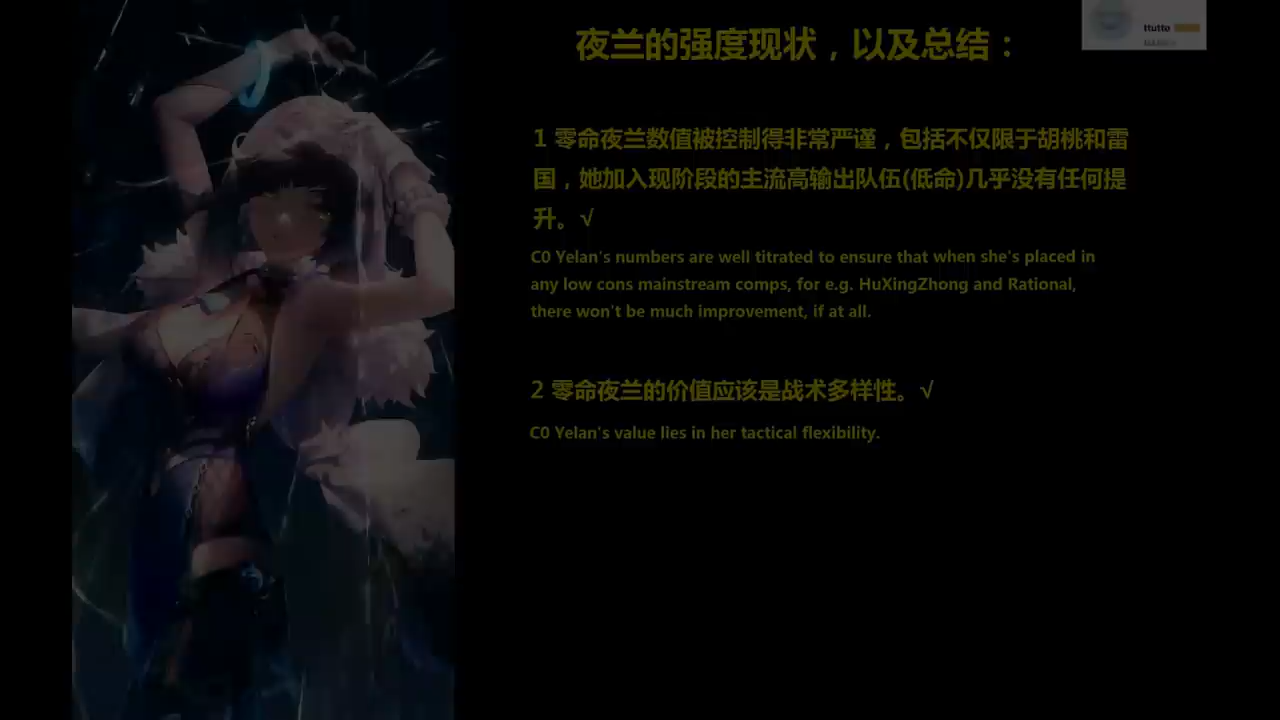 夜兰的强度现状，以及总结：
ttutto
1 零命夜兰数值被控制得非常严谨，包括不仅限于胡桃和雷
国，她加入现阶段的主流高输出队伍(低命)几乎没有任何提
升。√
C0 Yelan's numbers are well titrated to ensure that when she's placed in
any low cons mainstream comps, for e.g. HuXingZhong and Rational,
there won't be much improvement, if at all.
2 零命夜兰的价值应该是战术多样性。√
C0 Yelan's value lies in her tactical flexibility.